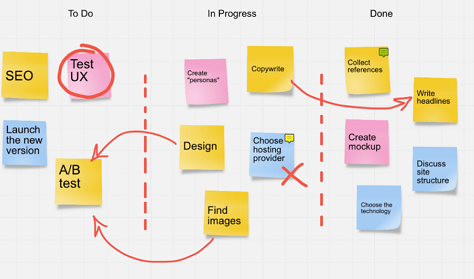 To Do
In Progress
Done
SEO
Test
UX
Launch
the new
version
A/B
test
Create
"personas"
Copywrite
Design
Choose
hosting
provider
Find
images
Collect
references
Write
headlines
Create
mockup
Discuss
site
structure
Choose the
technology